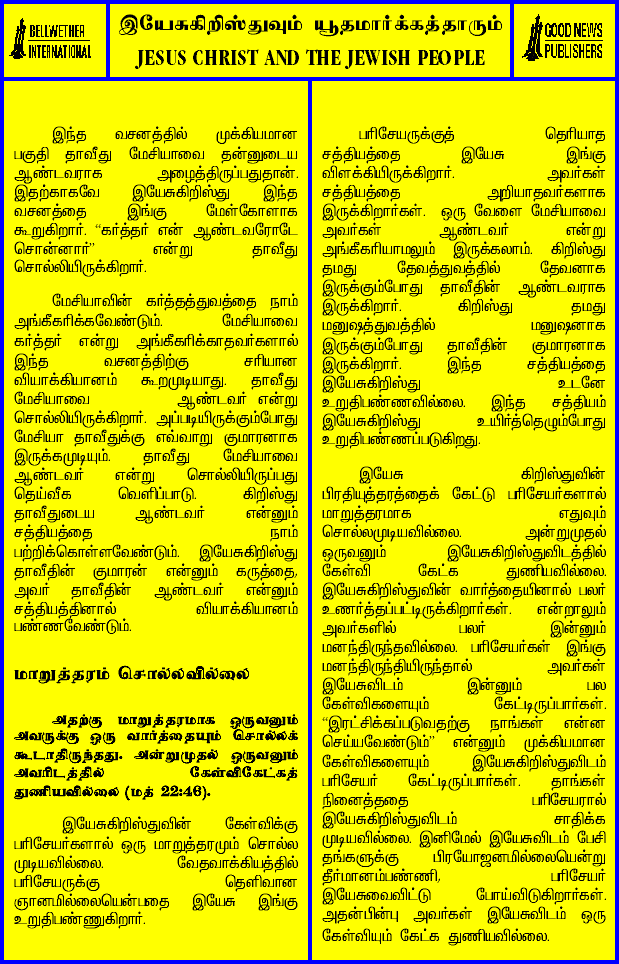 BELLWETHER
INTERNATIONAL
இயேசுகிறிஸ்துவும் யூதமார்க்கத்தாரும்
JESUS CHRIST AND THE JEWISH PEOPLE
GOOD NEWS
PUBLISHERS
இந்த வசனத்தில் முக்கியமான
பகுதி தாவீது மேசியாவை தன்னுடைய
ஆண்டவராக அழைத்திருப்பதுதான்.
இதற்காகவே இயேசுகிறிஸ்து இந்த
வசனத்தை இங்கு மேள்கோளாக
கூறுகிறார். “கர்த்தர் என் ஆண்டவரோடே
சொன்னார்” என்று தாவீது
சொல்லியிருக்கிறார்.
மேசியாவின் கர்த்தத்துவத்தை நாம்
அங்கீகரிக்கவேண்டும். மேசியாவை
கர்த்தர் என்று அங்கீகரிக்காதவர்களால்
இந்த வசனத்திற்கு சரியான
வியாக்கியானம் கூறமுடியாது. தாவீது
மேசியாவை ஆண்டவர் என்று
சொல்லியிருக்கிறார். அப்படியிருக்கும்போது
மேசியா தாவீதுக்கு எவ்வாறு குமாரனாக
இருக்கமுடியும். தாவீது மேசியாவை
ஆண்டவர் என்று சொல்லியிருப்பது
தெய்வீக வெளிப்பாடு. கிறிஸ்து
தாவீதுடைய ஆண்டவர் என்னும்
சத்தியத்தை நாம்
பற்றிக்கொள்ளவேண்டும். இயேசுகிறிஸ்து
தாவீதின் குமாரன் என்னும் கருத்தை,
அவர் தாவீதின் ஆண்டவர் என்னும்
சத்தியத்தினால் வியாக்கியானம்
பண்ணவேண்டும்.
மாறுத்தரம் சொல்லவில்லை
அதற்கு மாறுத்தரமாக ஒருவனும்
அவருக்கு ஒரு வார்த்தையும் சொல்லக்
கூடாதிருந்தது. அன்றுமுதல் ஒருவனும்
அவரிடத்தில் கேள்விகேட்கத்
துணியவில்லை (மத் 22:46).
இயேசுகிறிஸ்துவின் கேள்விக்கு
பரிசேயர்களால் ஒரு மாறுத்தரமும் சொல்ல
முடியவில்லை. வேதவாக்கியத்தில்
பரிசேயருக்கு தெளிவான
ஞானமில்லையென்பதை இயேசு இங்கு
உறுதிபண்ணுகிறார்.
பரிசேயருக்குத் தெரியாத
சத்தியத்தை இயேசு இங்கு
விளக்கியிருக்கிறார். அவர்கள்
சத்தியத்தை அறியாதவர்களாக
இருக்கிறார்கள். ஒரு வேளை மேசியாவை
அவர்கள் ஆண்டவர் என்று
அங்கீகரியாமலும் இருக்கலாம். கிறிஸ்து
தமது தேவத்துவத்தில் தேவனாக
இருக்கும்போது தாவீதின் ஆண்டவராக
இருக்கிறார். கிறிஸ்து தமது
மனுஷத்துவத்தில் மனுஷனாக
இருக்கும்போது தாவீதின் குமாரனாக
இருக்கிறார். இந்த சத்தியத்தை
இயேசுகிறிஸ்து உடனே
உறுதிபண்ணவில்லை. இந்த சத்தியம்
இயேசுகிறிஸ்து உயிர்த்தெழும்போது
உறுதிபண்ணப்படுகிறது.
இயேசு கிறிஸ்துவின்
பிரதியுத்தரத்தைக் கேட்டு பரிசேயர்களால்
மாறுத்தரமாக எதுவும்
சொல்லமுடியவில்லை. அன்றுமுதல்
ஒருவனும் இயேசுகிறிஸ்துவிடத்தில்
கேள்வி கேட்க துணியவில்லை.
இயேசுகிறிஸ்துவின் வார்த்தையினால் பலர்
உணர்த்தப்பட்டிருக்கிறார்கள். என்றாலும்
அவர்களில் பலர் இன்னும்
மனந்திருந்தவில்லை. பரிசேயர்கள் இங்கு
மனந்திருந்தியிருந்தால் அவர்கள்
இயேசுவிடம் இன்னும் பல
கேள்விகளையும் கேட்டிருப்பார்கள்.
“இரட்சிக்கப்படுவதற்கு நாங்கள் என்ன
செய்யவேண்டும்” என்னும் முக்கியமான
கேள்விகளையும் இயேசுகிறிஸ்துவிடம்
பரிசேயர் கேட்டிருப்பார்கள். தாங்கள்
நினைத்ததை பரிசேயரால்
இயேசுகிறிஸ்துவிடம் சாதிக்க
முடியவில்லை. இனிமேல் இயேசுவிடம் பேசி
தங்களுக்கு பிரயோஜனமில்லையென்று
தீர்மானம்பண்ணி, பரிசேயர்
இயேசுவைவிட்டு போய்விடுகிறார்கள்.
அதன்பின்பு அவர்கள் இயேசுவிடம் ஒரு
கேள்வியும் கேட்க துணியவில்லை.